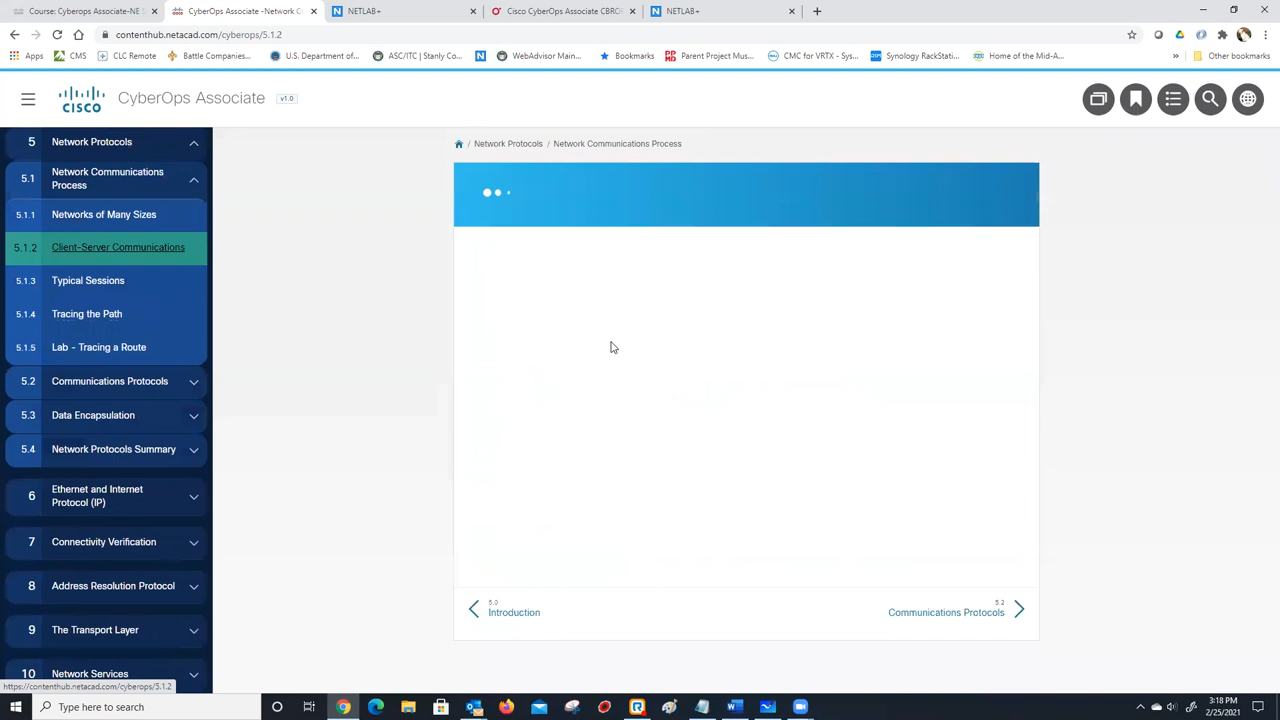 Course: CyberOps Associate-NE S
CyberOps Associate -Network Co
NETLAB+
Cisco CyberOps Associate CBROF
NETLAB+
contenthub.netacad.com/cyberops/5.1.2
Apps
CMS
CLC Remote
Battle Companies...
U.S. Department of...
ASC/ITC | Stanly Co...
WebAdvisor Main...
Bookmarks
Parent Project Mus...
CMC for VRTX - Sys...
Synology RackStati...
Home of the Mid-A...
»
Other bookmarks
CISCO
CyberOps Associate
v1.0
5 Network Protocols
5.1 Network Communications
Process
5.1.1 Networks of Many Sizes
5.1.2 Client-Server Communications
5.1.3 Typical Sessions
5.1.4 Tracing the Path
5.1.5 Lab - Tracing a Route
5.2 Communications Protocols
5.3 Data Encapsulation
5.4 Network Protocols Summary
6 Ethernet and Internet
Protocol (IP)
7 Connectivity Verification
8 Address Resolution Protocol
9 The Transport Layer
10 Network Services
/ Network Protocols / Network Communications Process
5.0
Introduction
5.2
Communications Protocols
https://contenthub.netacad.com/cyberops/5.1.2
Type here to search
3:18 PM
2/25/2021